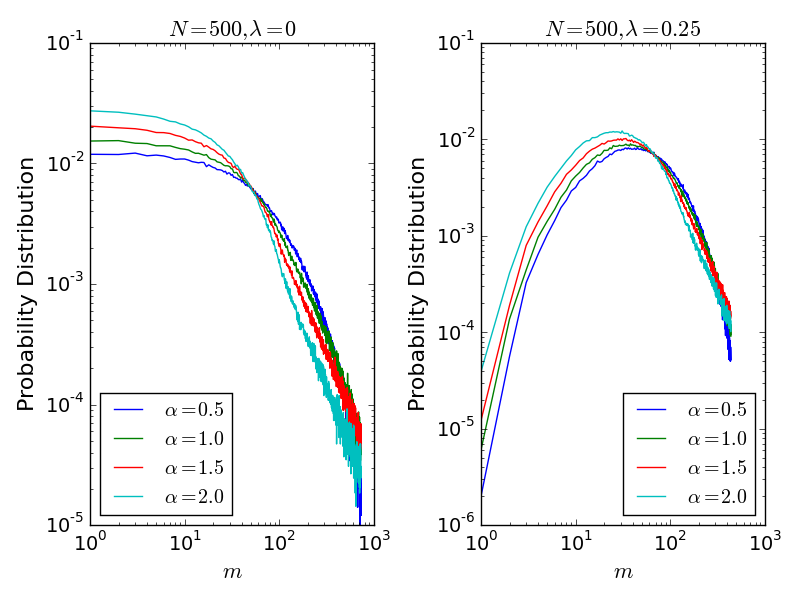 N=500,λ=0
Probability Distribution
10^-1
10^-2
10^-3
10^-4
10^-5
10^0
10^1
10^2
10^3
m
α=0.5
α=1.0
α=1.5
α=2.0
N=500,λ=0.25
Probability Distribution
10^-1
10^-2
10^-3
10^-4
10^-5
10^-6
10^0
10^1
10^2
10^3
m
α=0.5
α=1.0
α=1.5
α=2.0